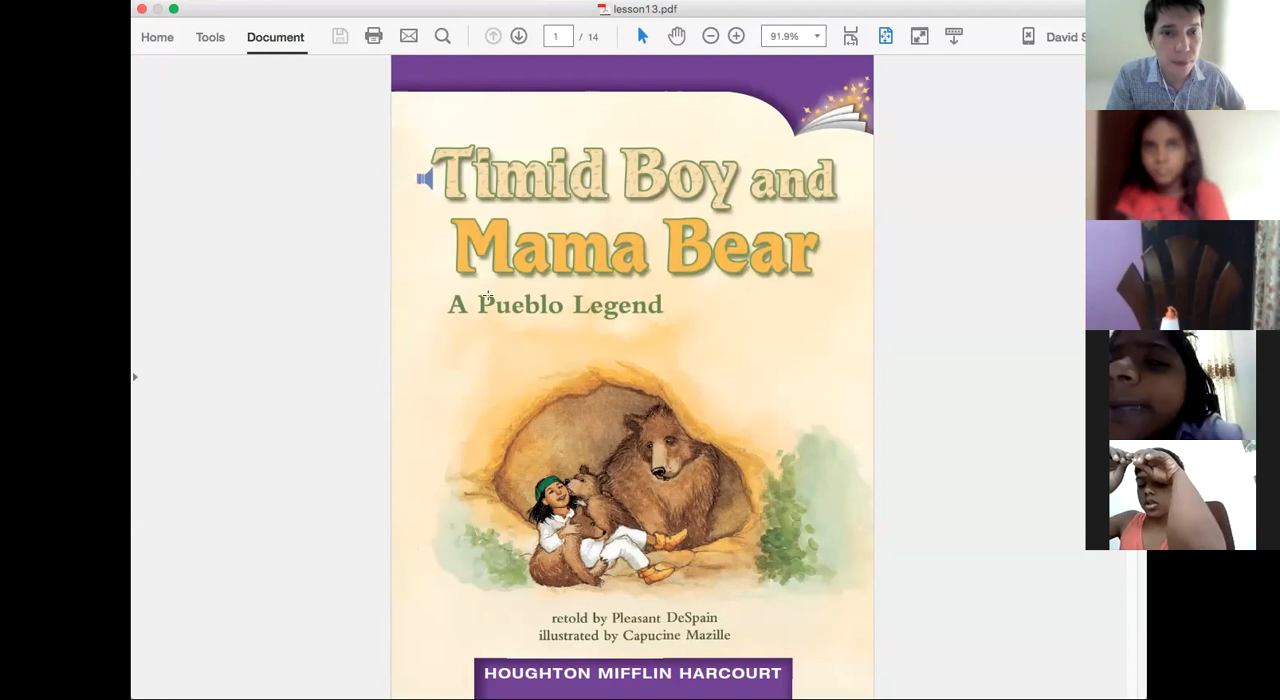 lesson13.pdf
Home Tools Document 1 / 14 91.9% David S
Timid Boy and
Mama Bear
A Pueblo Legend
retold by Pleasant DeSpain
illustrated by Capucine Mazille
HOUGHTON MIFFLIN HARCOURT